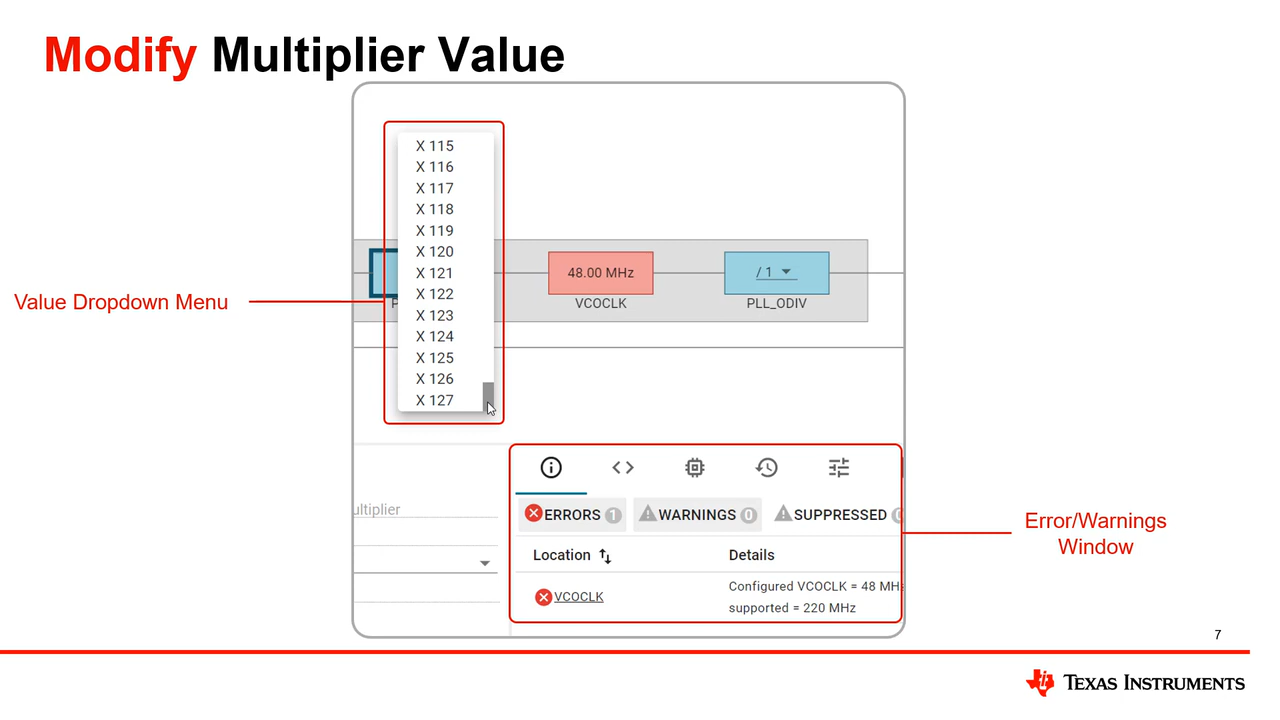 Modify Multiplier Value
X 115
X 116
X 117
X 118
X 119
X 120
X 121
X 122
X 123
X 124
X 125
X 126
X 127
48.00 MHz
/ 1
P
VCOCLK
PLL_ODIV
Value Dropdown Menu
ultiplier
ERRORS 1
WARNINGS 0
SUPPRESSED 0
Location
Details
VCOCLK
Configured VCOCLK = 48 MH
supported = 220 MHz
Error/Warnings
Window
7
TEXAS INSTRUMENTS